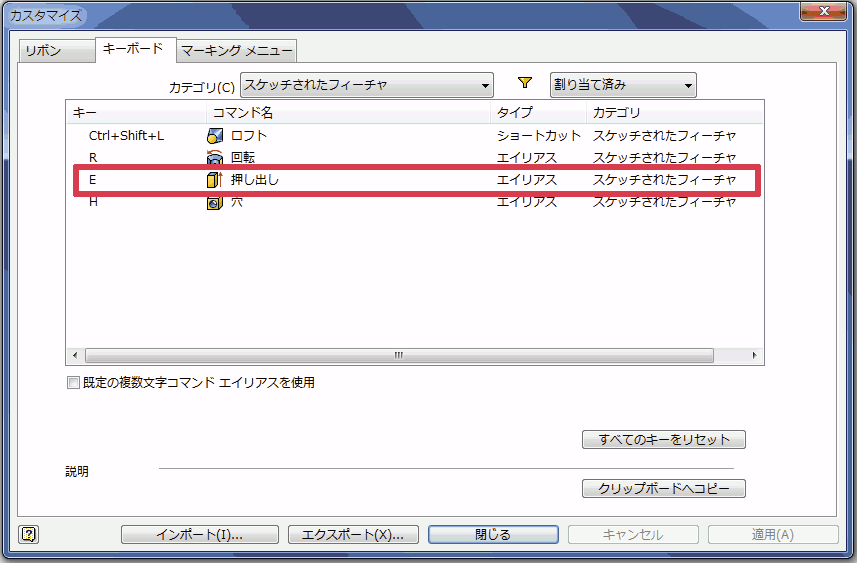 カスタマイズ
リボン キーボード マーキング メニュー
カテゴリ(C) スケッチされたフィーチャ 割り当て済み
キー コマンド名 タイプ カテゴリ
Ctrl+Shift+L ロフト ショートカット スケッチされたフィーチャ
R 回転 エイリアス スケッチされたフィーチャ
E 押し出し エイリアス スケッチされたフィーチャ
H 穴 エイリアス スケッチされたフィーチャ
既定の複数文字コマンド エイリアスを使用
すべてのキーをリセット
説明
クリップボードへコピー
インポート(I)... エクスポート(X)... 閉じる キャンセル 適用(A)